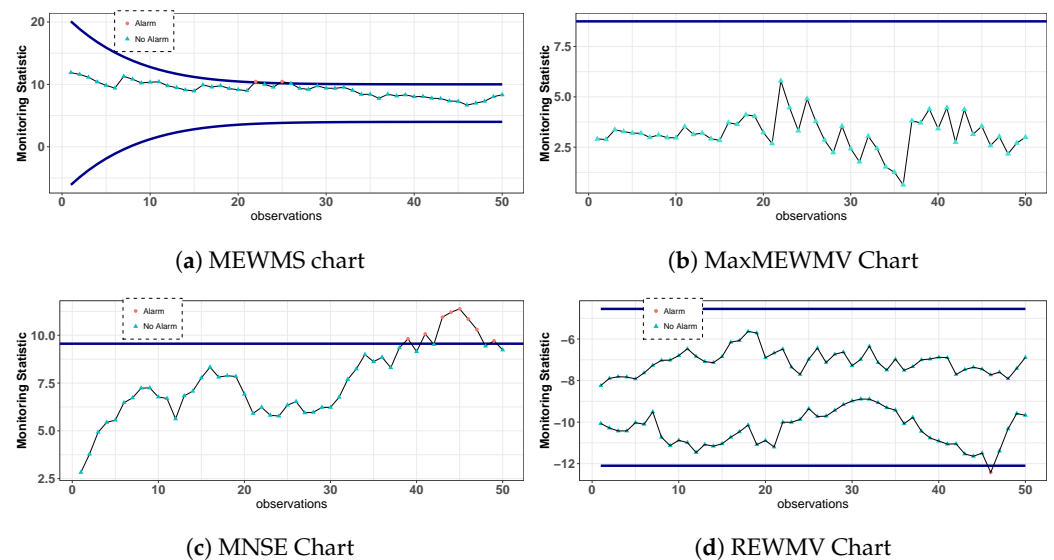 20
10
0
Monitoring Statistic
Alarm
No Alarm
0 10 20 30 40 50
observations
(a) MEWMS chart
7.5
5.0
2.5
Monitoring Statistic
0 10 20 30 40 50
observations
(b) MaxMEWMV Chart
10.0
7.5
5.0
2.5
Monitoring Statistic
Alarm
No Alarm
0 10 20 30 40 50
observations
(c) MNSE Chart
−6
−8
−10
−12
Monitoring Statistic
Alarm
No Alarm
0 10 20 30 40 50
observations
(d) REWMV Chart